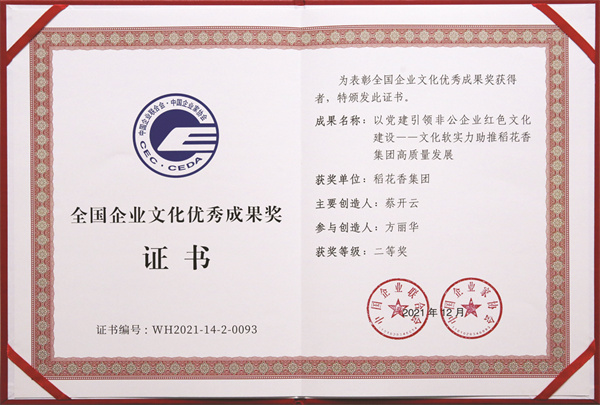 中国企业联合会·中国企业家协会
CEC·CEDA
全国企业文化优秀成果奖
证书
证书编号：WH2021-14-2-0093
为表彰全国企业文化优秀成果奖获得
者，特颁发此证书。
成果名称：以党建引领非公企业红色文化
建设——文化软实力助推稻花香
集团高质量发展
获奖单位：稻花香集团
主要创造人：蔡开云
参与创造人：方丽华
获奖等级：二等奖
中国企业联合会
中国企业家协会
2021年12月